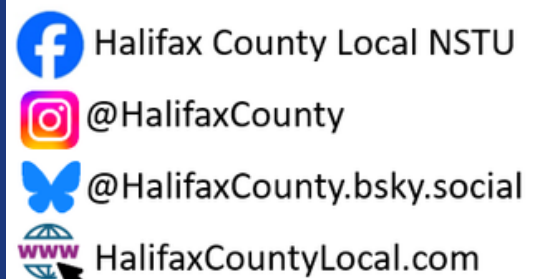 Halifax County Local NSTU
@HalifaxCounty
@HalifaxCounty.bsky.social
www HalifaxCountyLocal.com